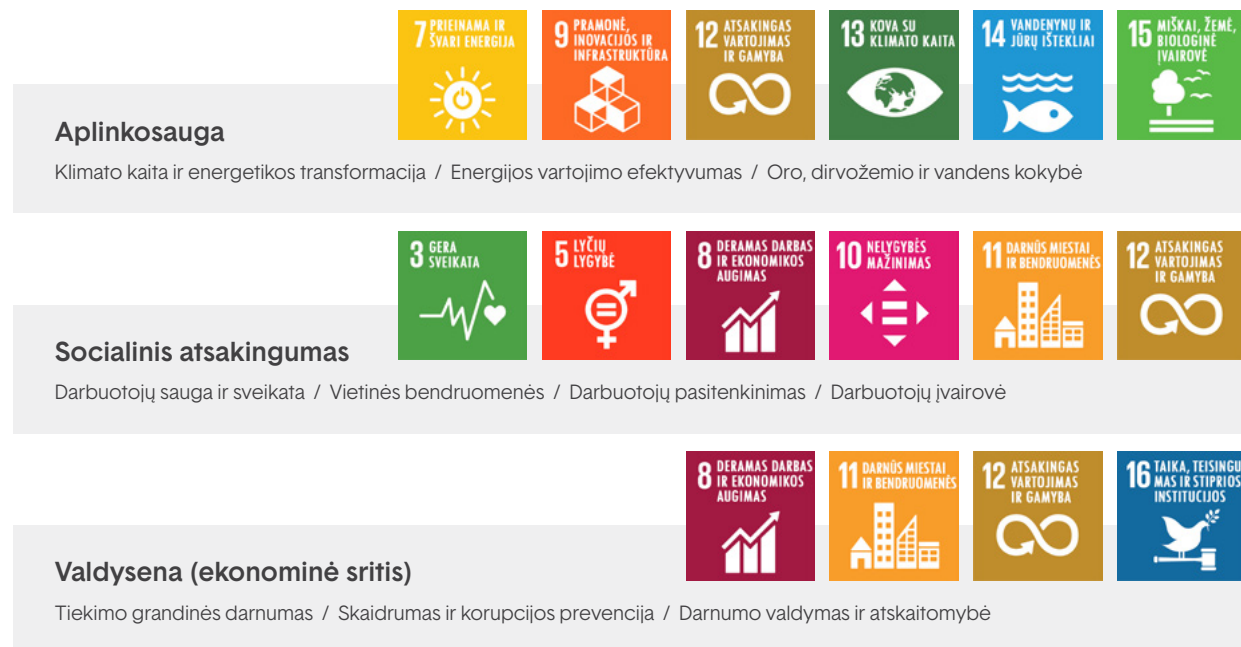 7 PRIEINAMA IR
ŠVARI ENERGIJA
9 PRAMONĖ,
INOVACIJOS IR
INFRASTRUKTŪRA
12 ATSAKINGAS
VARTOJIMAS
IR GAMYBA
13 KOVA SU
KLIMATO KAITA
14 VANDENYNŲ IR
JŪRŲ IŠTEKLIAI
15 MIŠKAI, ŽEMĖ,
BIOLOGINĖ
ĮVAIROVĖ
Aplinkosauga
Klimato kaita ir energetikos transformacija / Energijos vartojimo efektyvumas / Oro, dirvožemio ir vandens kokybė
3 GERA
SVEIKATA
5 LYČIŲ
LYGYBĖ
8 DERAMAS DARBAS
IR EKONOMIKOS
AUGIMAS
10 NELYGYBĖS
MAŽINIMAS
11 DARNŪS MIESTAI
IR BENDRUOMENĖS
12 ATSAKINGAS
VARTOJIMAS
IR GAMYBA
Socialinis atsakingumas
Darbuotojų sauga ir sveikata / Vietinės bendruomenės / Darbuotojų pasitenkinimas / Darbuotojų įvairovė
8 DERAMAS DARBAS
IR EKONOMIKOS
AUGIMAS
11 DARNŪS MIESTAI
IR BENDRUOMENĖS
12 ATSAKINGAS
VARTOJIMAS
IR GAMYBA
16 TAIKA, TEISINGU
MAS IR STIPRIOS
INSTITUCIJOS
Valdysena (ekonominė sritis)
Tiekimo grandinės darnumas / Skaidrumas ir korupcijos prevencija / Darnumo valdymas ir atskaitomybė